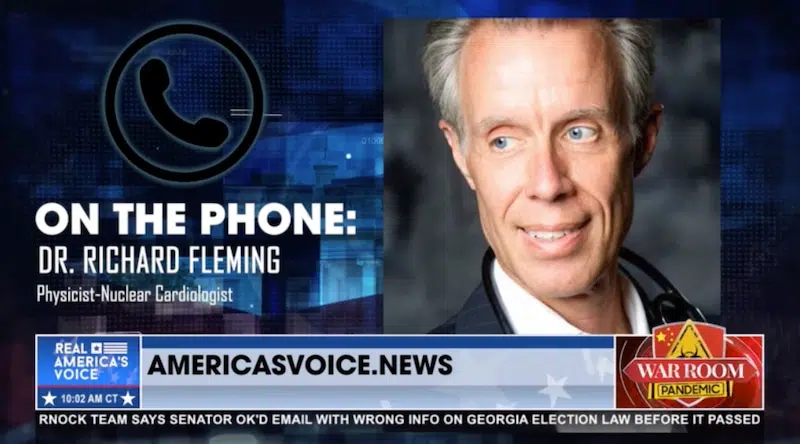 ON THE PHONE:
DR. RICHARD FLEMING
Physicist-Nuclear Cardiologist
REAL
AMERICA'S
VOICE
10:02 AM CT
AMERICASVOICE.NEWS
WAR ROOM
PANDEMIC
RNOCK TEAM SAYS SENATOR OK'D EMAIL WITH WRONG INFO ON GEORGIA ELECTION LAW BEFORE IT PASSED